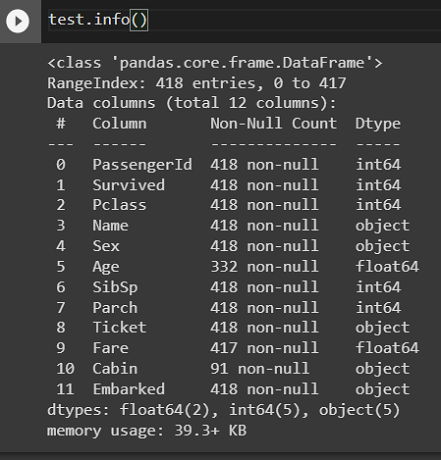 test.info()
<class 'pandas.core.frame.DataFrame'>
RangeIndex: 418 entries, 0 to 417
Data columns (total 12 columns):
 #   Column       Non-Null Count  Dtype
---  ------       --------------  -----
 0   PassengerId  418 non-null    int64
 1   Survived     418 non-null    int64
 2   Pclass       418 non-null    int64
 3   Name         418 non-null    object
 4   Sex          418 non-null    object
 5   Age          332 non-null    float64
 6   SibSp        418 non-null    int64
 7   Parch        418 non-null    int64
 8   Ticket       418 non-null    object
 9   Fare         417 non-null    float64
 10  Cabin        91 non-null     object
 11  Embarked     418 non-null    object
dtypes: float64(2), int64(5), object(5)
memory usage: 39.3+ KB